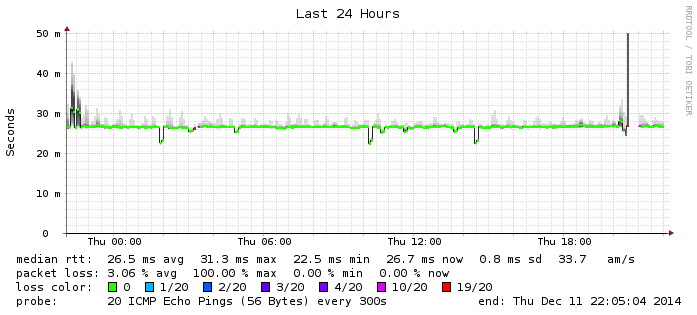 Last 24 Hours
RRDTOOL / TOBI OETIKER
Seconds
50 m
40 m
30 m
20 m
10 m
0
Thu 00:00 Thu 06:00 Thu 12:00 Thu 18:00
median rtt: 26.5 ms avg 31.3 ms max 22.5 ms min 26.7 ms now 0.8 ms sd 33.7 am/s
packet loss: 3.06 % avg 100.00 % max 0.00 % min 0.00 % now
loss color: 0 1/20 2/20 3/20 4/20 10/20 19/20
probe: 20 ICMP Echo Pings (56 Bytes) every 300s end: Thu Dec 11 22:05:04 2014